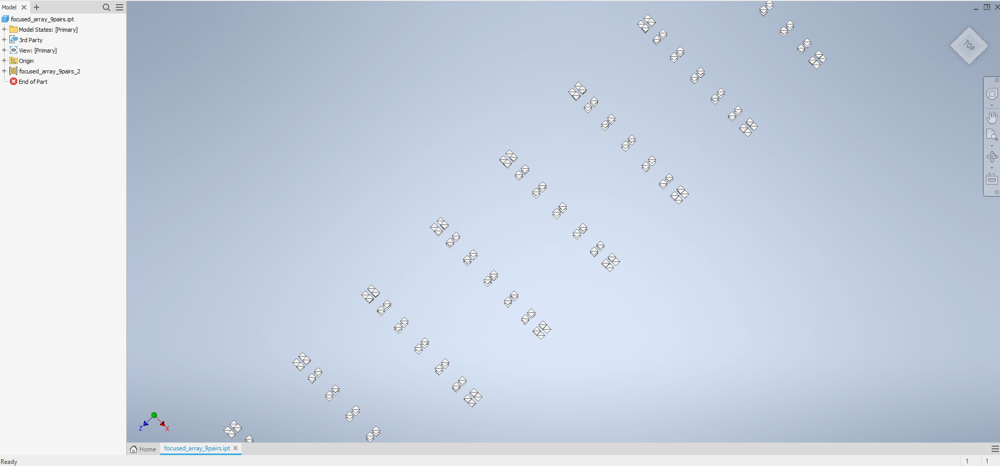 Model
focused_array_9pairs.ipt
Model States: [Primary]
3rd Party
View: [Primary]
Origin
focused_array_9pairs_2
End of Part
TOP
Z
X
Home
focused_array_9pairs.ipt
Ready
1 1